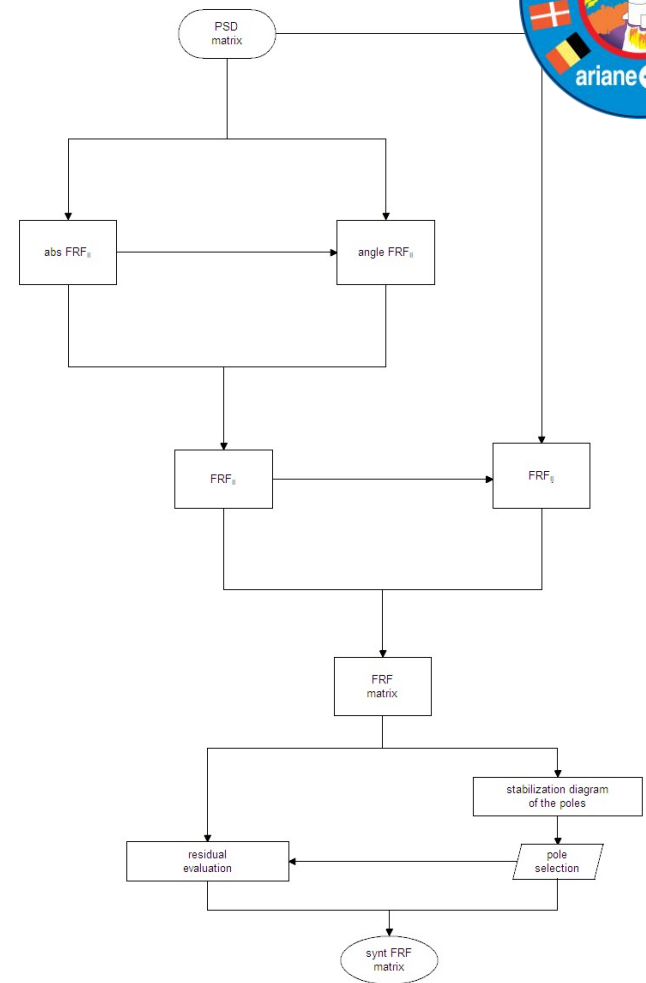 PSD
matrix
ariane
abs FRFᵢᵢ
angle FRFᵢᵢ
FRFᵢᵢ
FRFᵢⱼ
FRF
matrix
stabilization diagram
of the poles
residual
evaluation
pole
selection
synt FRF
matrix